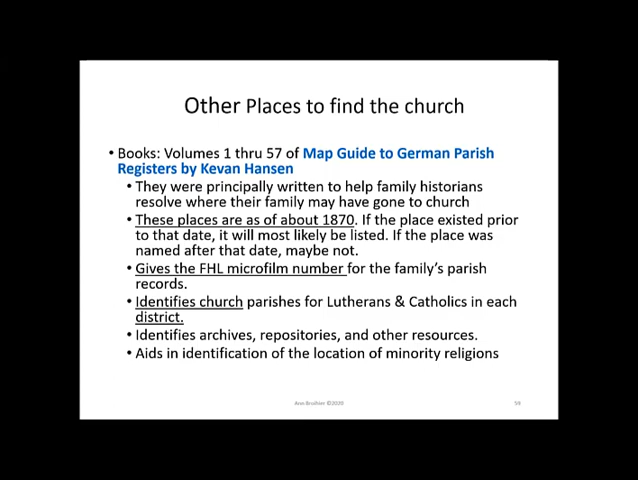 Other Places to find the church
• Books: Volumes 1 thru 57 of Map Guide to German Parish
Registers by Kevan Hansen
• They were principally written to help family historians
resolve where their family may have gone to church
• These places are as of about 1870. If the place existed prior
to that date, it will most likely be listed. If the place was
named after that date, maybe not.
• Gives the FHL microfilm number for the family's parish
records.
• Identifies church parishes for Lutherans & Catholics in each
district.
• Identifies archives, repositories, and other resources.
• Aids in identification of the location of minority religions
Ann ©2020
59